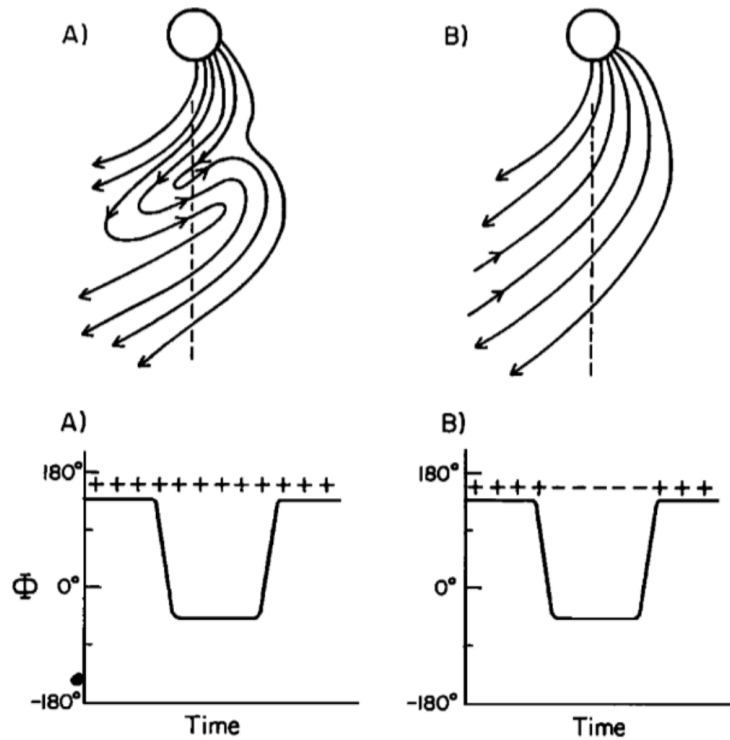 A)
B)
A)
B)
180°
+ + + + + + + + + + + +
Φ
0°
-180°
Time
180°
+ + + + - - - - - + + +
0°
-180°
Time